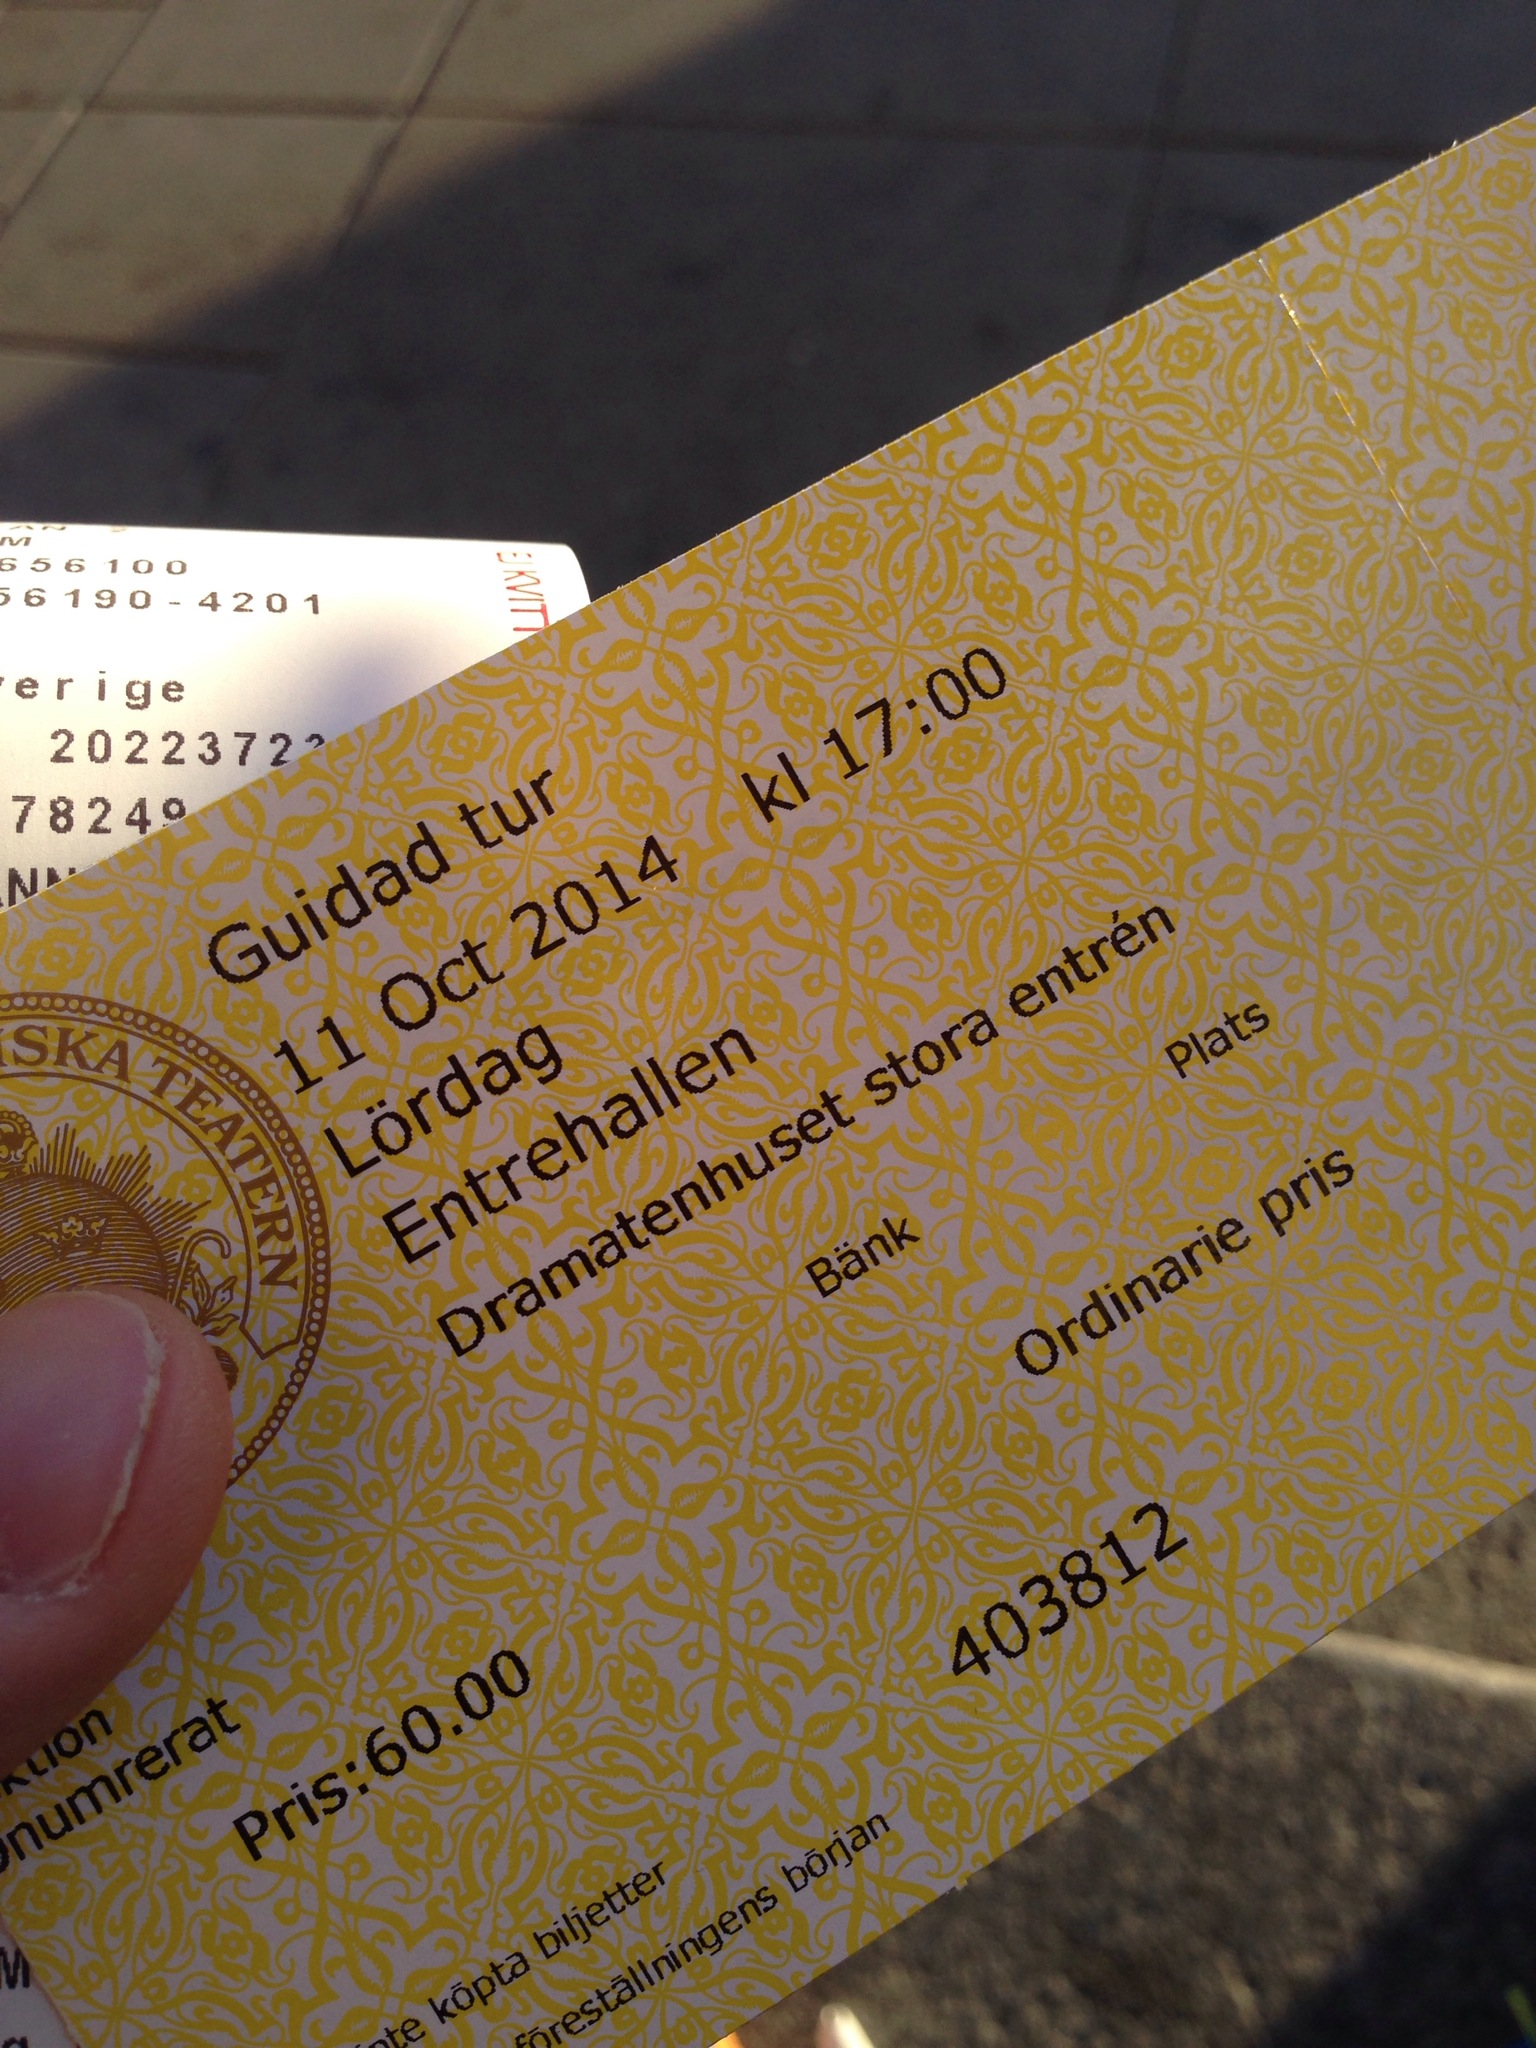 656100
56190-4201
20223722
78249
Guidad tur
11 Oct 2014 kl 17:00
Lördag
Entrehallen
Dramatenhuset stora entrén
Bänk Plats
Ordinarie pris
TEATERN
Pris:60.00 403812
köpta biljetter
föreställningens början